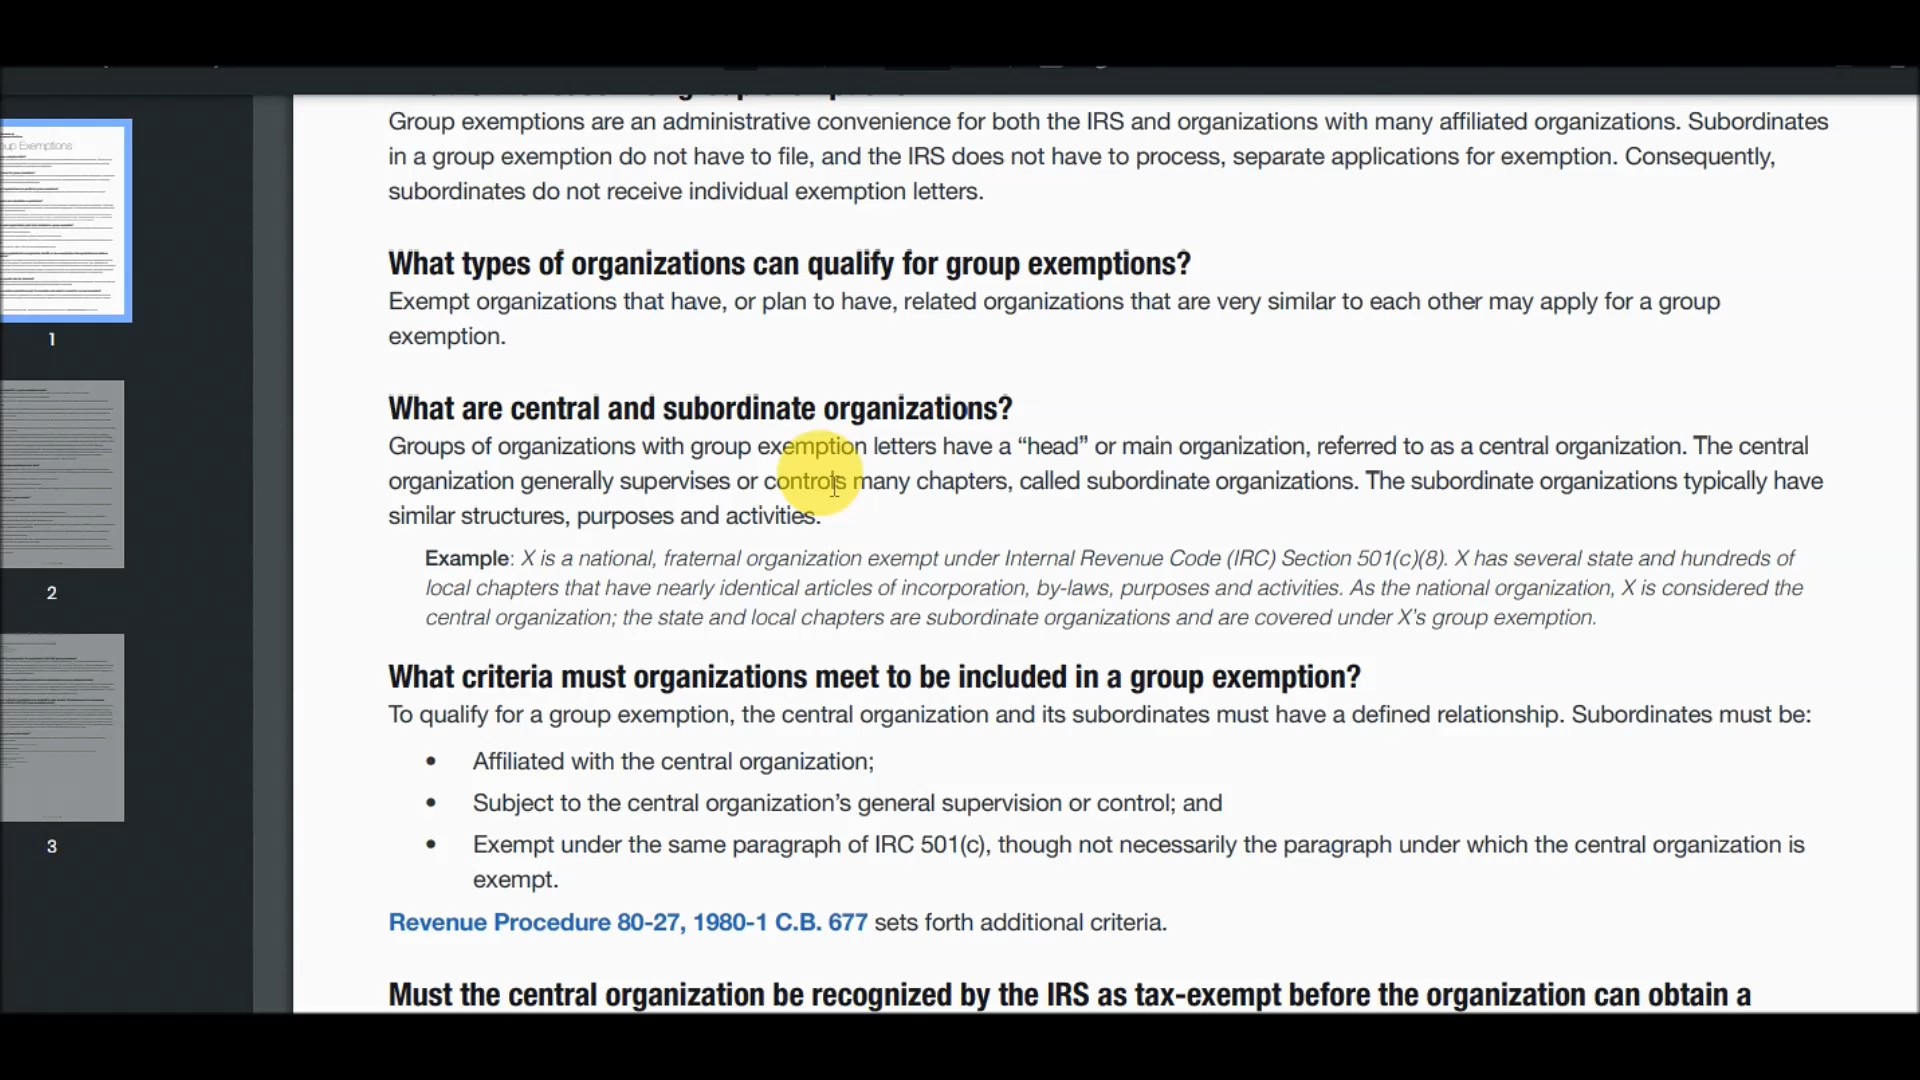 Group exemptions are an administrative convenience for both the IRS and organizations with many affiliated organizations. Subordinates
in a group exemption do not have to file, and the IRS does not have to process, separate applications for exemption. Consequently,
subordinates do not receive individual exemption letters.
What types of organizations can qualify for group exemptions?
Exempt organizations that have, or plan to have, related organizations that are very similar to each other may apply for a group
exemption.
What are central and subordinate organizations?
Groups of organizations with group exemption letters have a “head” or main organization, referred to as a central organization. The central
organization generally supervises or controls many chapters, called subordinate organizations. The subordinate organizations typically have
similar structures, purposes and activities.
Example: X is a national, fraternal organization exempt under Internal Revenue Code (IRC) Section 501(c)(8). X has several state and hundreds of
local chapters that have nearly identical articles of incorporation, by-laws, purposes and activities. As the national organization, X is considered the
central organization; the state and local chapters are subordinate organizations and are covered under X’s group exemption.
What criteria must organizations meet to be included in a group exemption?
To qualify for a group exemption, the central organization and its subordinates must have a defined relationship. Subordinates must be:
• Affiliated with the central organization;
• Subject to the central organization’s general supervision or control; and
• Exempt under the same paragraph of IRC 501(c), though not necessarily the paragraph under which the central organization is
exempt.
Revenue Procedure 80-27, 1980-1 C.B. 677 sets forth additional criteria.
Must the central organization be recognized by the IRS as tax-exempt before the organization can obtain a
Exemptions
1
2
3